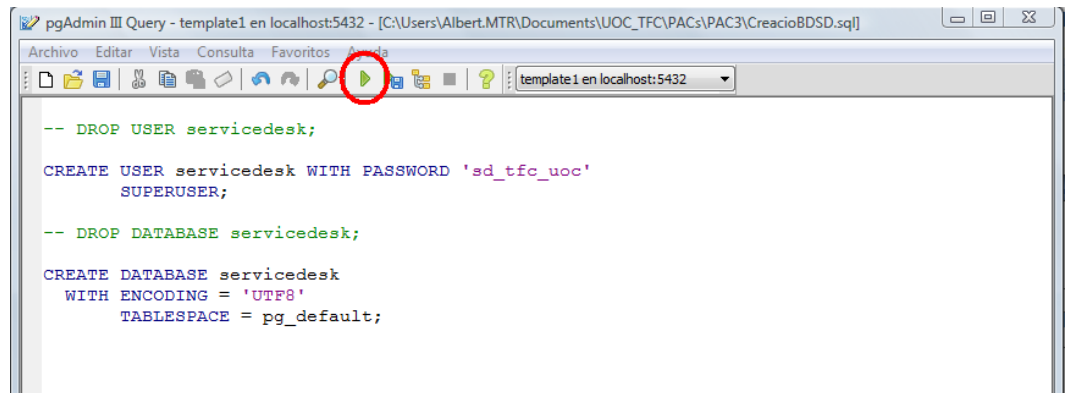 pgAdmin III Query - template1 en localhost:5432 - [C:\Users\Albert.MTR\Documents\UOC_TFC\PACs\PAC3\CreacioBDSD.sql]
Archivo Editar Vista Consulta Favoritos Ayuda
template1 en localhost:5432
-- DROP USER servicedesk;
CREATE USER servicedesk WITH PASSWORD 'sd_tfc_uoc'
SUPERUSER;
-- DROP DATABASE servicedesk;
CREATE DATABASE servicedesk
WITH ENCODING = 'UTF8'
TABLESPACE = pg_default;